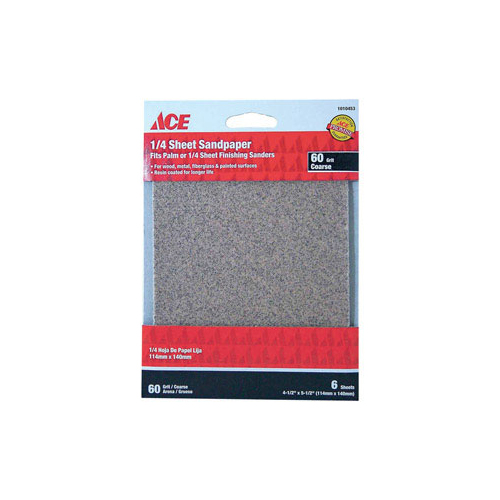 1010453
ACE
1/4 Sheet Sandpaper
Fits Palm or 1/4 Sheet Finishing Sanders
• For wood, metal, fiberglass & painted surfaces
• Resin coated for longer life
60 Grit
Coarse
ACE
1/4 Hoja De Papel Lija
114mm x 140mm
60 Grit / Coarse
Arena / Grueso
6 Sheets
4-1/2" x 5-1/2" (114mm x 140mm)